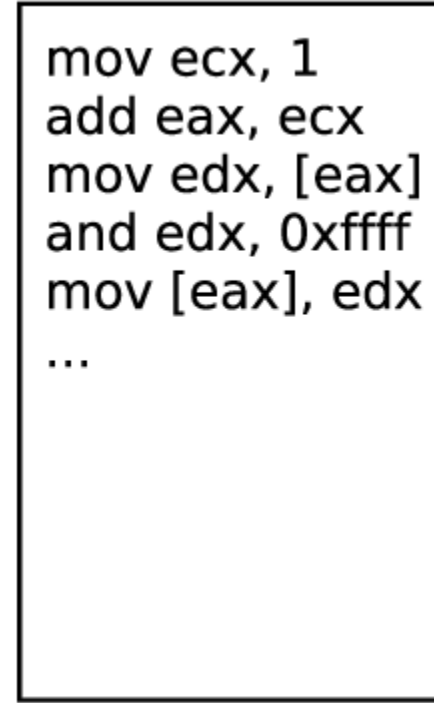 mov ecx, 1
add eax, ecx
mov edx, [eax]
and edx, 0xffff
mov [eax], edx
...